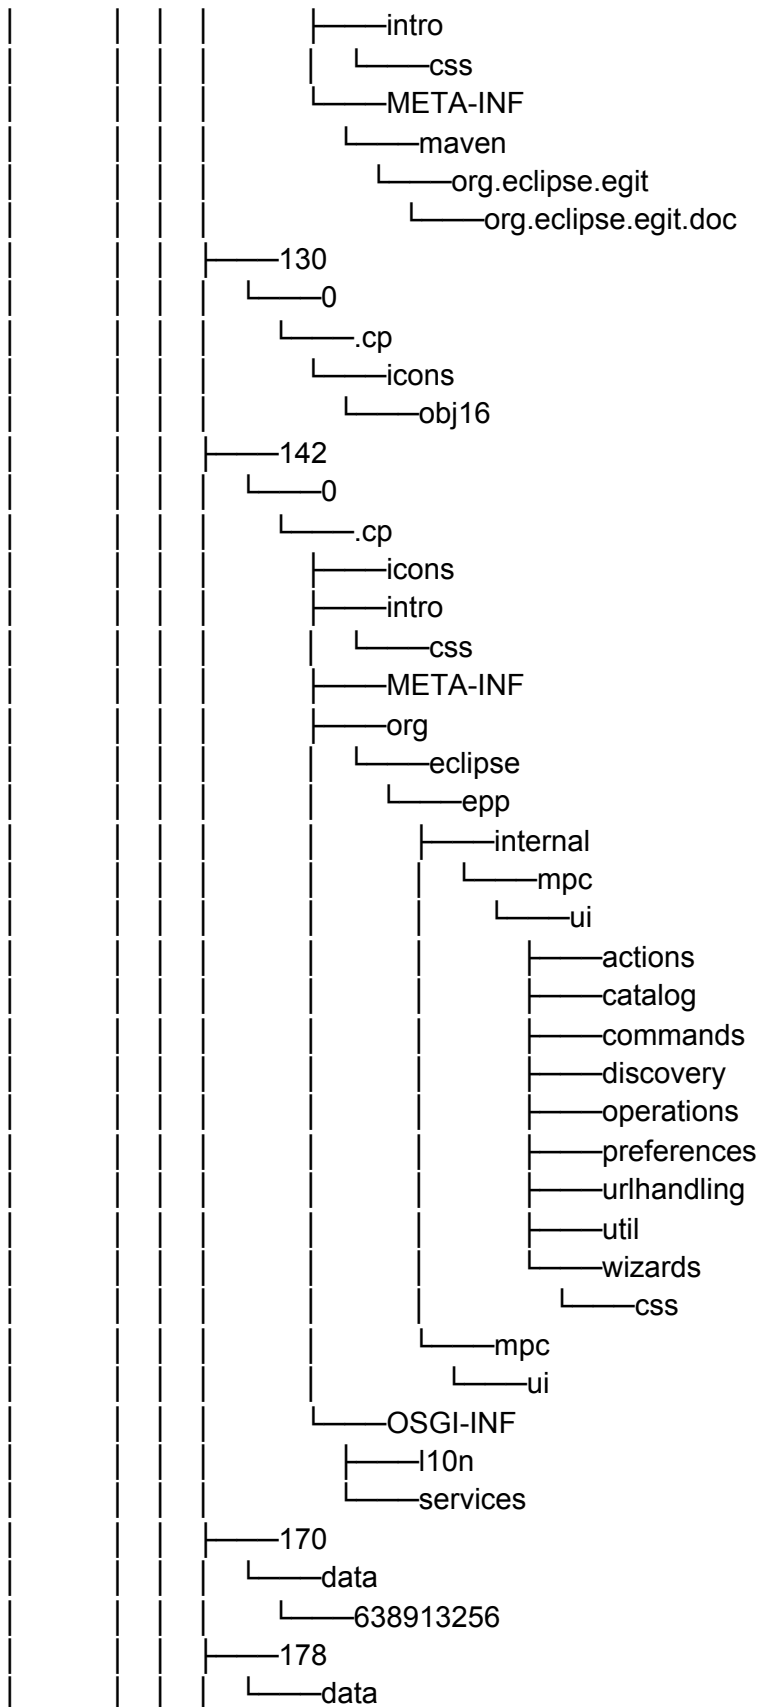 intro
css
META-INF
maven
org.eclipse.egit
org.eclipse.egit.doc
130
0
.cp
icons
obj16
142
0
.cp
icons
intro
css
META-INF
org
eclipse
epp
internal
mpc
ui
actions
catalog
commands
discovery
operations
preferences
urlhandling
util
wizards
css
mpc
ui
OSGI-INF
l10n
services
170
data
638913256
178
data